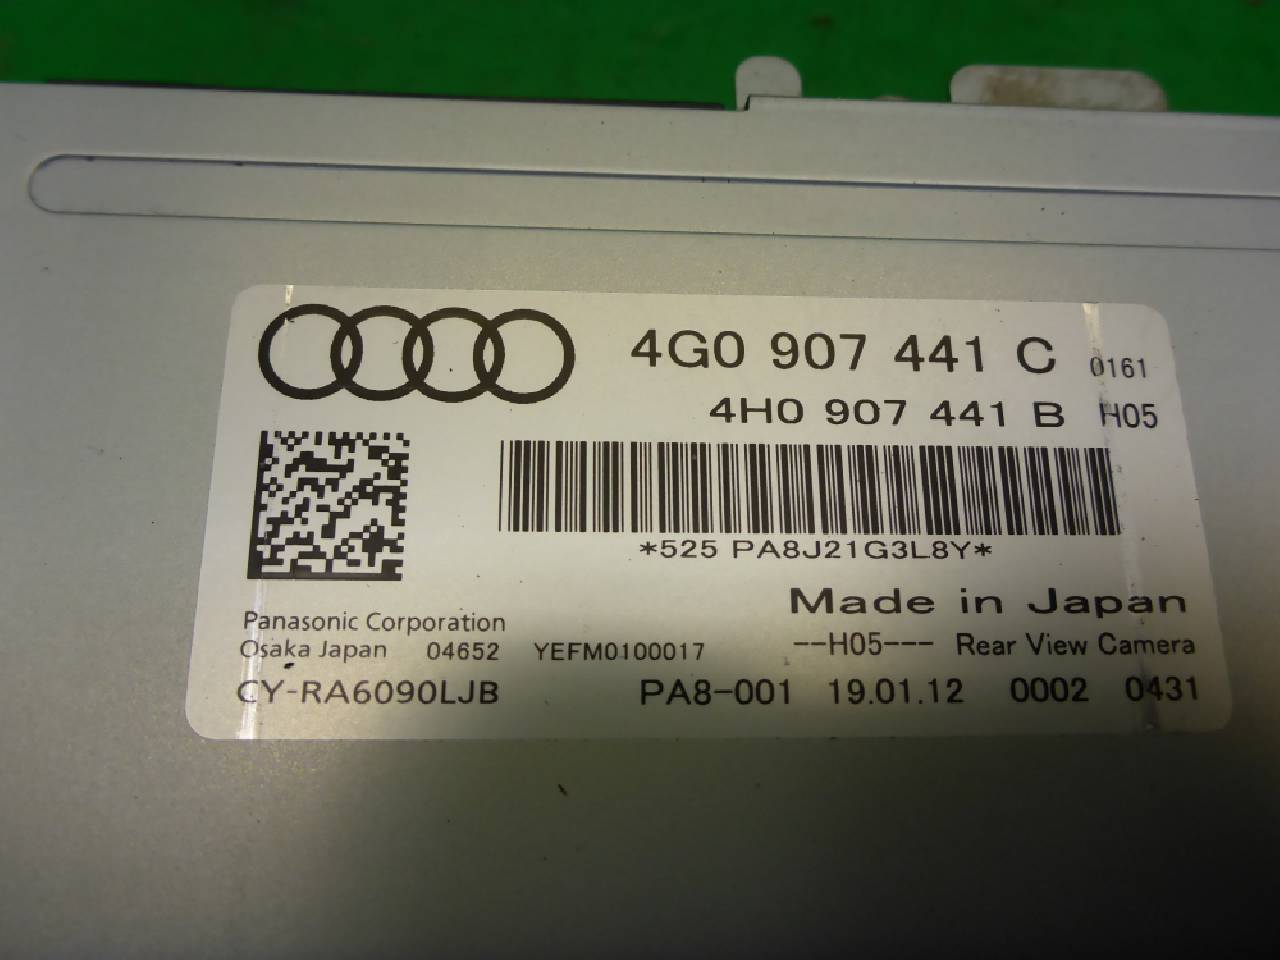 4G0 907 441 C 0161
4H0 907 441 B H05
*525 PA8J21G3L8Y*
Made in Japan
Panasonic Corporation
Osaka Japan 04652 YEFM0100017 --H05--- Rear View Camera
CY-RA6090LJB PA8-001 19.01.12 0002 0431